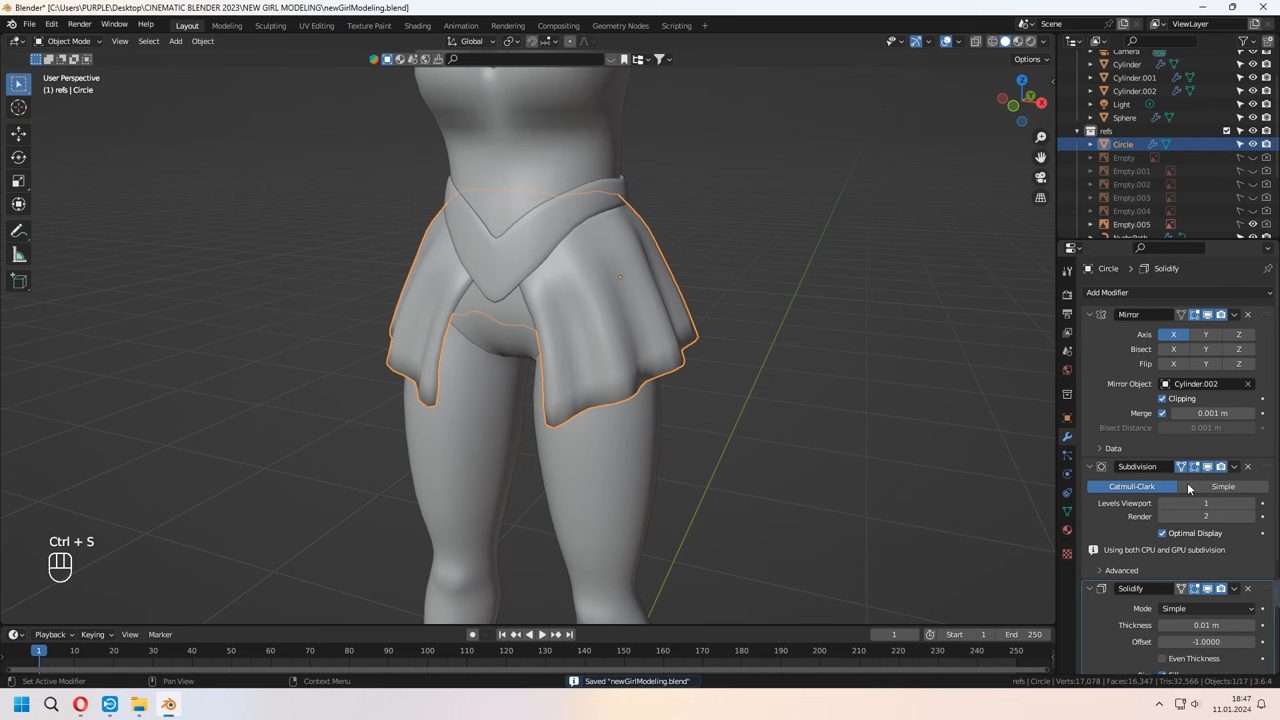 Blender* [C:\Users\PURPLE\Desktop\CINEMATIC BLENDER 2023\NEW GIRL MODELING\newGirlModeling.blend]
File Edit Render Window Help Layout Modeling Sculpting UV Editing Texture Paint Shading Animation Rendering Compositing Geometry Nodes Scripting + Scene ViewLayer
Object Mode View Select Add Object Global
Options
User Perspective
(1) refs | Circle
Z
Y
X
Camera
Cylinder
Cylinder.001
Cylinder.002
Light
Sphere
refs
Circle
Empty
Empty.001
Empty.002
Empty.003
Empty.004
Empty.005
Circle > Solidify
Add Modifier
Mirror
Axis X Y Z
Bisect X Y Z
Flip X Y Z
Mirror Object Cylinder.002
Clipping
Merge 0.001 m
Bisect Distance 0.001 m
Data
Subdivision
Catmull-Clark Simple
Levels Viewport 1
Render 2
Optimal Display
Using both CPU and GPU subdivision
Advanced
Solidify
Mode Simple
Thickness 0.01 m
Offset -1.0000
Even Thickness
Ctrl + S
Playback Keying View Marker 1 Start 1 End 250
1 10 20 30 40 50 60 70 80 90 100 110 120 130 140 150 160 170 180 190 200 210 220 230 240 250
Set Active Modifier Pan View Context Menu Saved "newGirlModeling.blend" refs | Circle | Verts:17,078 | Faces:16,347 | Tris:32,566 | Objects:1/17 | 3.6.4
18:47
11.01.2024